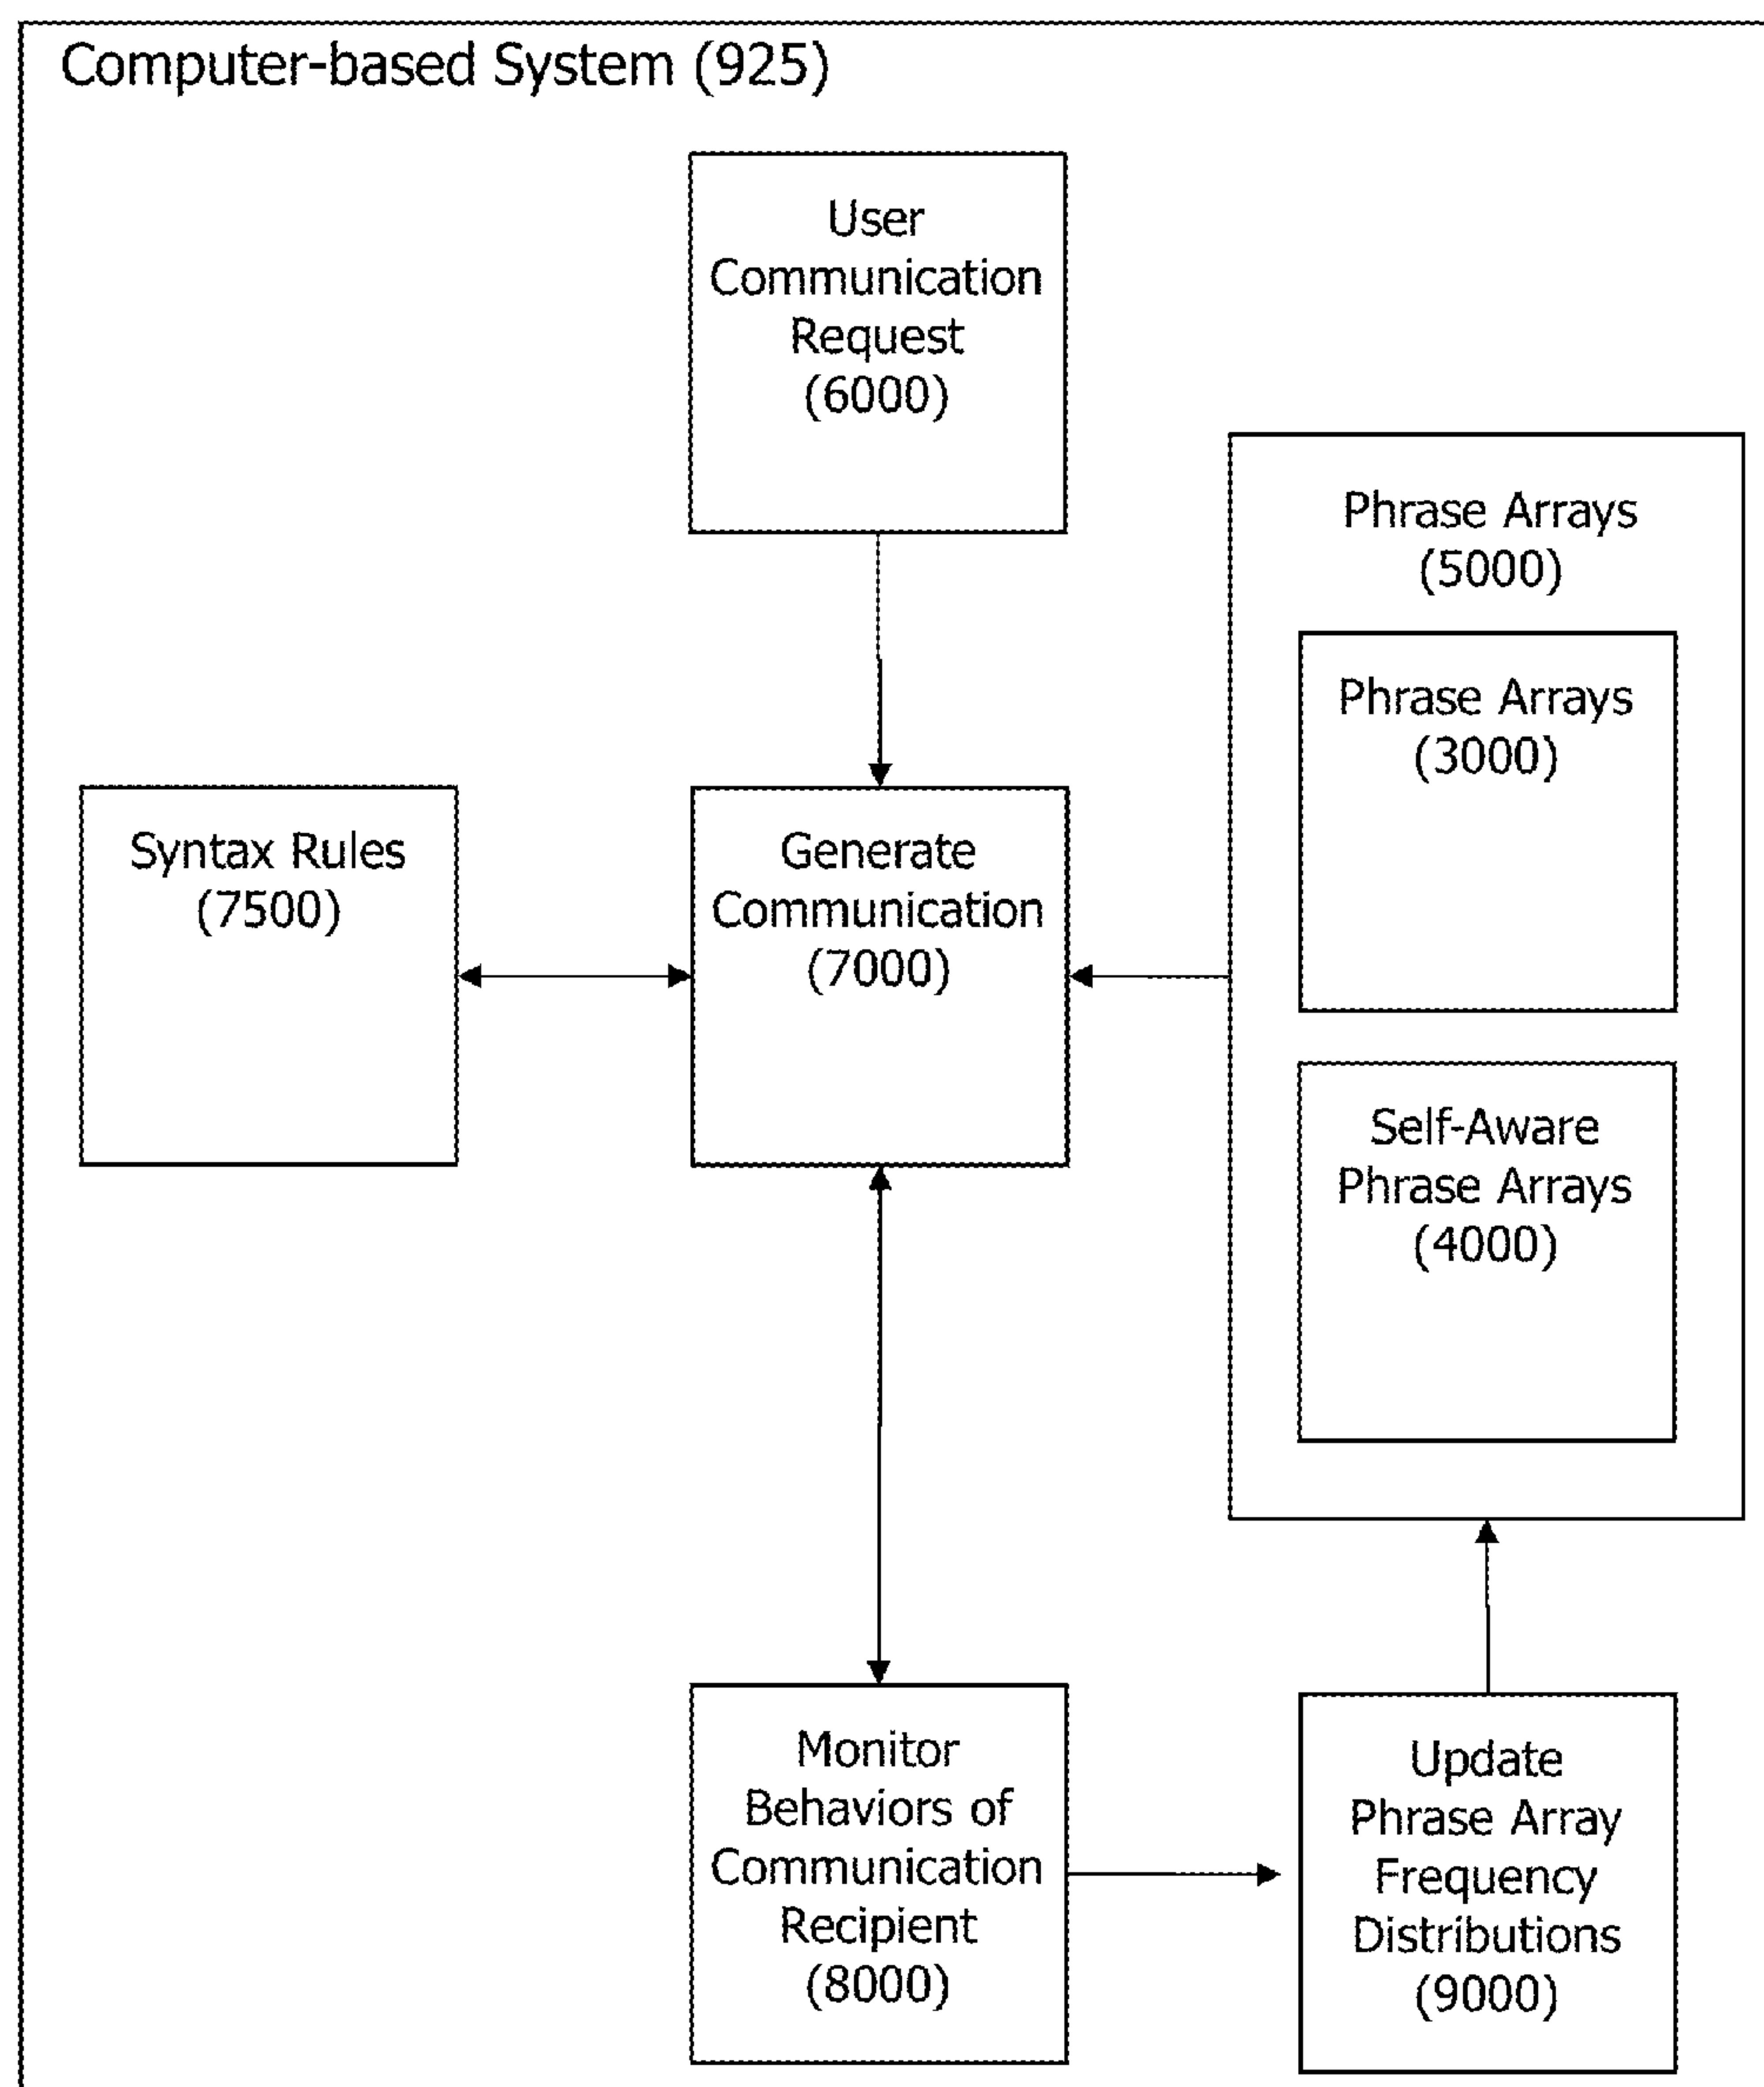 Computer-based System (925)
User
Communication
Request
(6000)
Phrase Arrays
(5000)
Phrase Arrays
(3000)
Syntax Rules
(7500)
Generate
Communication
(7000)
Self-Aware
Phrase Arrays
(4000)
Monitor
Behaviors of
Communication
Recipient
(8000)
Update
Phrase Array
Frequency
Distributions
(9000)